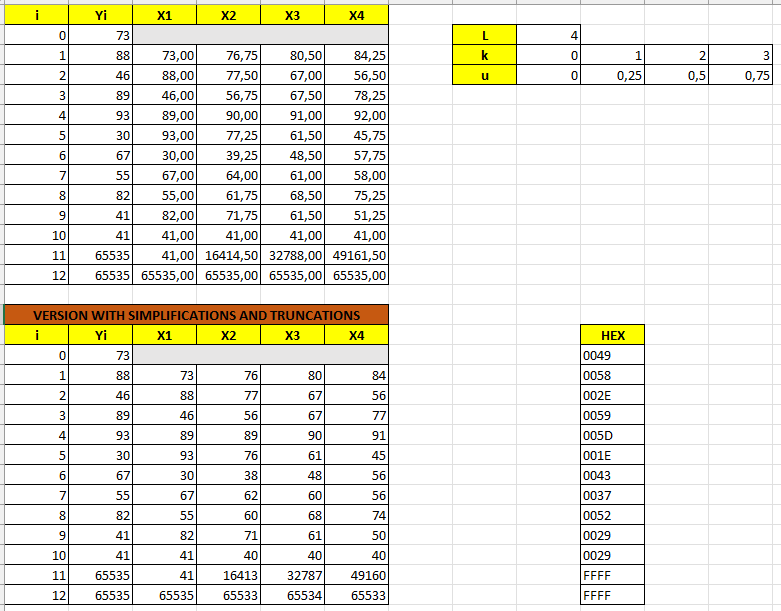 i Yi X1 X2 X3 X4
0 73 L 4
1 88 73,00 76,75 80,50 84,25 k 0 1 2 3
2 46 88,00 77,50 67,00 56,50 u 0 0,25 0,5 0,75
3 89 46,00 56,75 67,50 78,25
4 93 89,00 90,00 91,00 92,00
5 30 93,00 77,25 61,50 45,75
6 67 30,00 39,25 48,50 57,75
7 55 67,00 64,00 61,00 58,00
8 82 55,00 61,75 68,50 75,25
9 41 82,00 71,75 61,50 51,25
10 41 41,00 41,00 41,00 41,00
11 65535 41,00 16414,50 32788,00 49161,50
12 65535 65535,00 65535,00 65535,00 65535,00
VERSION WITH SIMPLIFICATIONS AND TRUNCATIONS
i Yi X1 X2 X3 X4 HEX
0 73 0049
1 88 73 76 80 84 0058
2 46 88 77 67 56 002E
3 89 46 56 67 77 0059
4 93 89 89 90 91 005D
5 30 93 76 61 45 001E
6 67 30 38 48 56 0043
7 55 67 62 60 56 0037
8 82 55 60 68 74 0052
9 41 82 71 61 50 0029
10 41 41 40 40 40 0029
11 65535 41 16413 32787 49160 FFFF
12 65535 65535 65533 65534 65533 FFFF